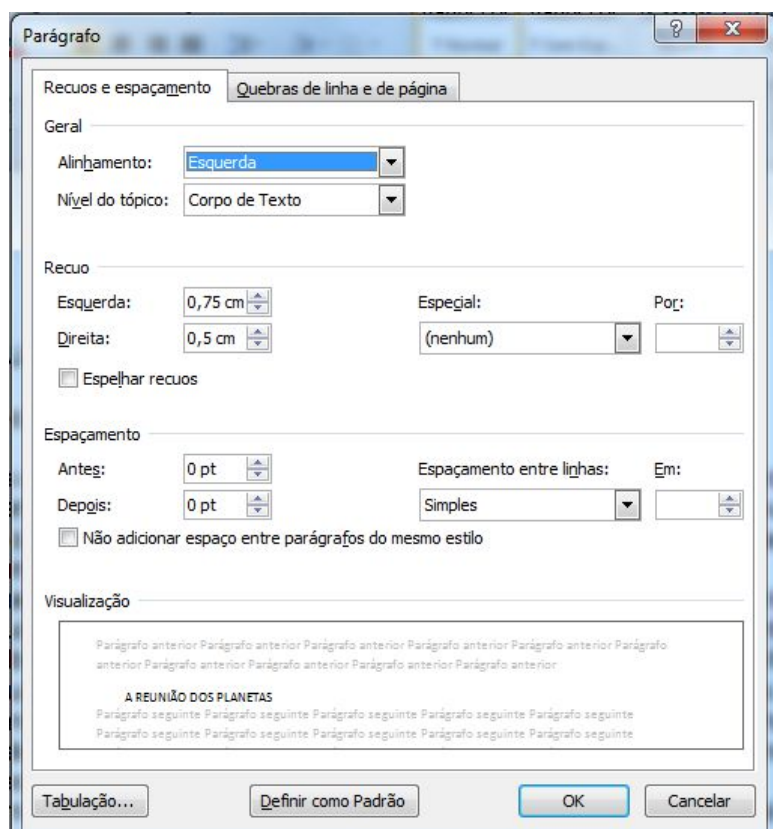 Parágrafo
Recuos e espaçamento Quebras de linha e de página
Geral
Alinhamento: Esquerda
Nível do tópico: Corpo de Texto
Recuo
Esquerda: 0,75 cm Especial: Por:
Direita: 0,5 cm (nenhum)
Espelhar recuos
Espaçamento
Antes: 0 pt Espaçamento entre linhas: Em:
Depois: 0 pt Simples
Não adicionar espaço entre parágrafos do mesmo estilo
Visualização
Parágrafo anterior Parágrafo anterior Parágrafo anterior Parágrafo anterior Parágrafo anterior Parágrafo
anterior Parágrafo anterior Parágrafo anterior Parágrafo anterior Parágrafo anterior
A REUNIÃO DOS PLANETAS
Parágrafo seguinte Parágrafo seguinte Parágrafo seguinte Parágrafo seguinte Parágrafo seguinte
Parágrafo seguinte Parágrafo seguinte Parágrafo seguinte Parágrafo seguinte Parágrafo seguinte
Tabulação... Definir como Padrão OK Cancelar